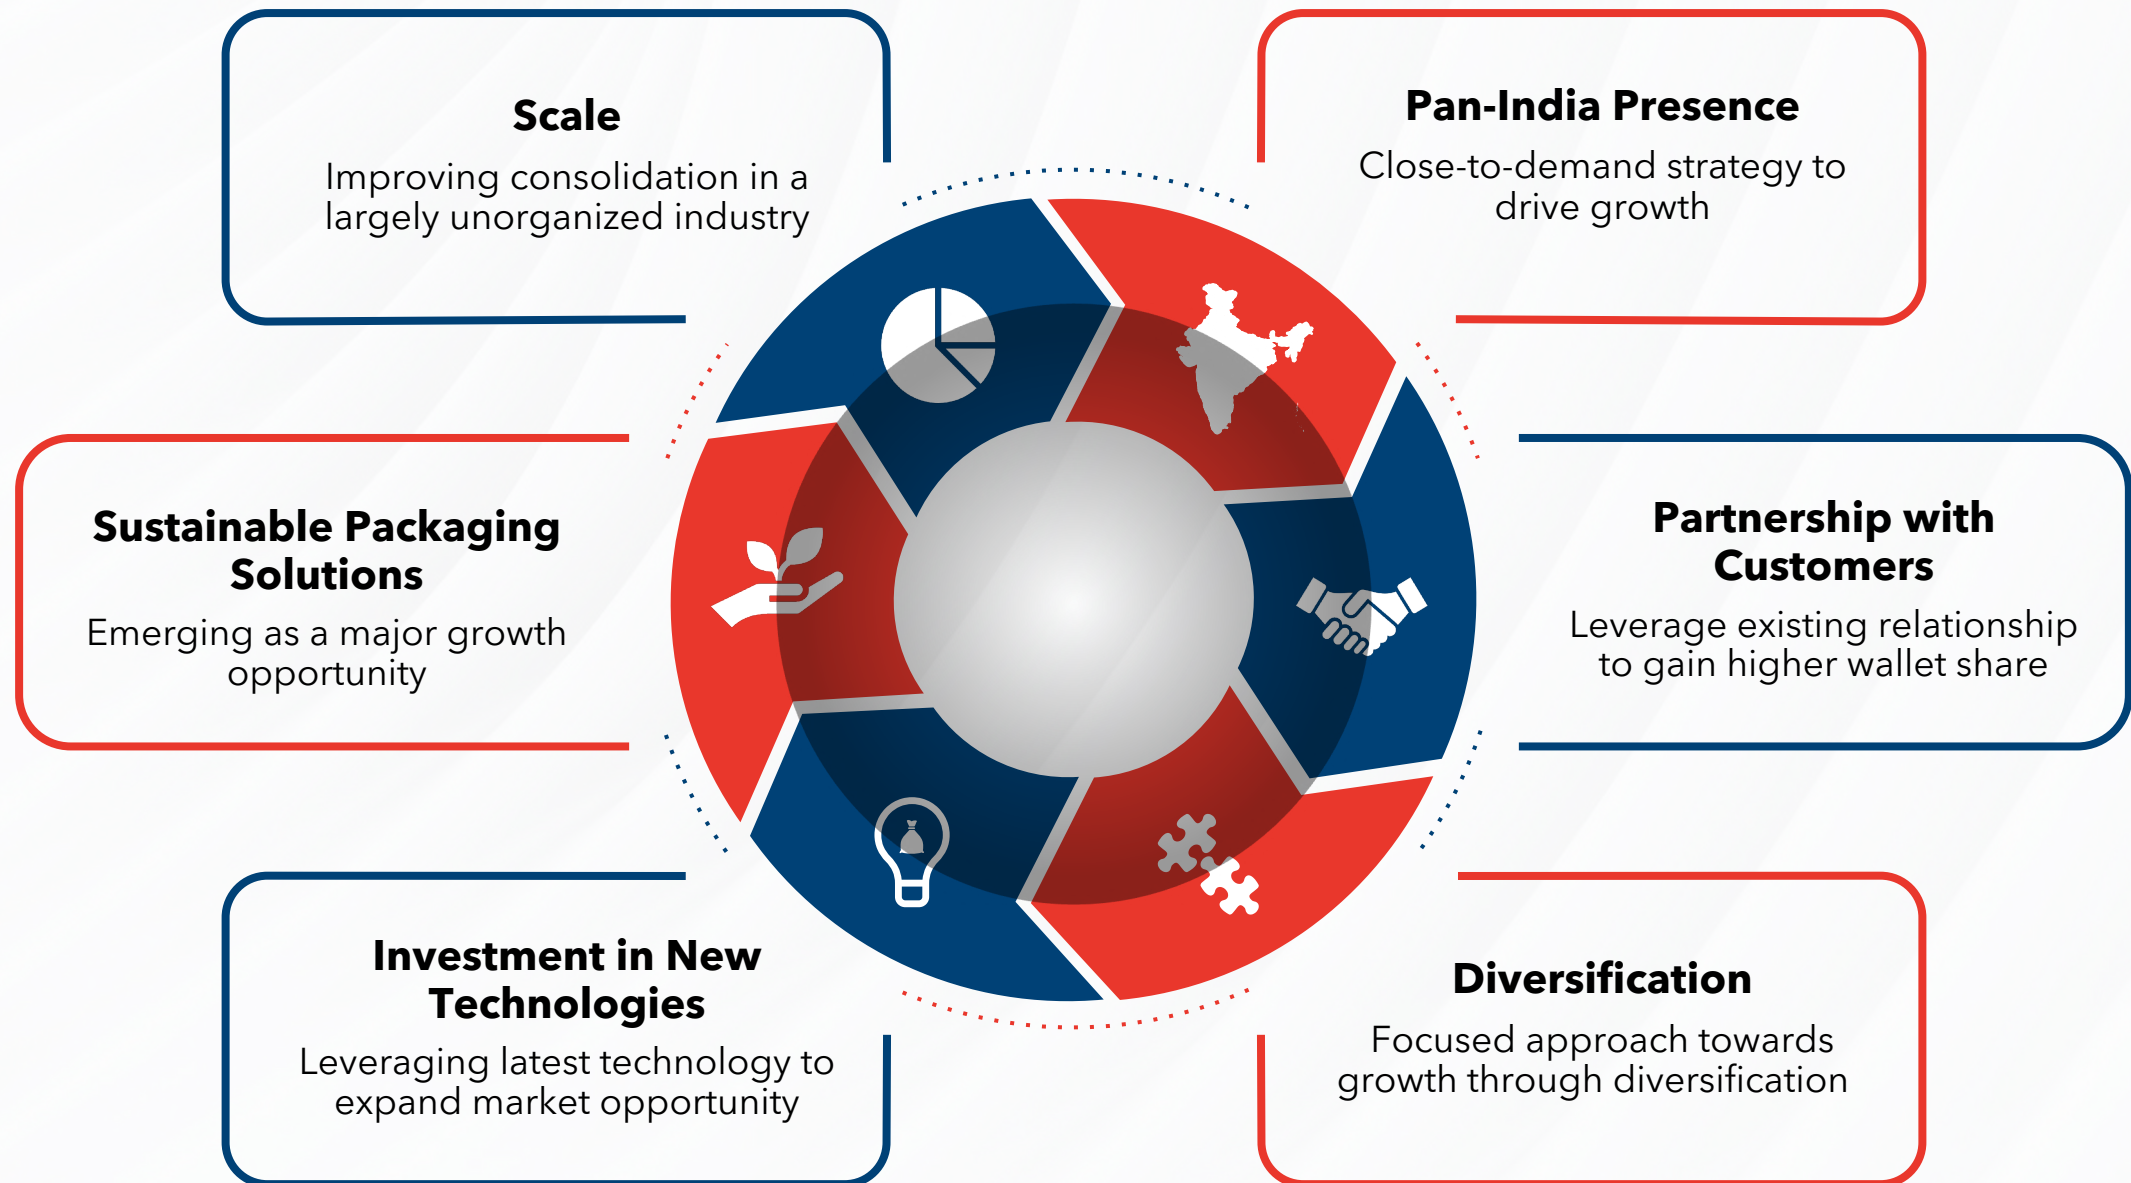 Scale
Improving consolidation in a
largely unorganized industry
Pan-India Presence
Close-to-demand strategy to
drive growth
Sustainable Packaging
Solutions
Emerging as a major growth
opportunity
Partnership with
Customers
Leverage existing relationship
to gain higher wallet share
Investment in New
Technologies
Leveraging latest technology to
expand market opportunity
Diversification
Focused approach towards
growth through diversification